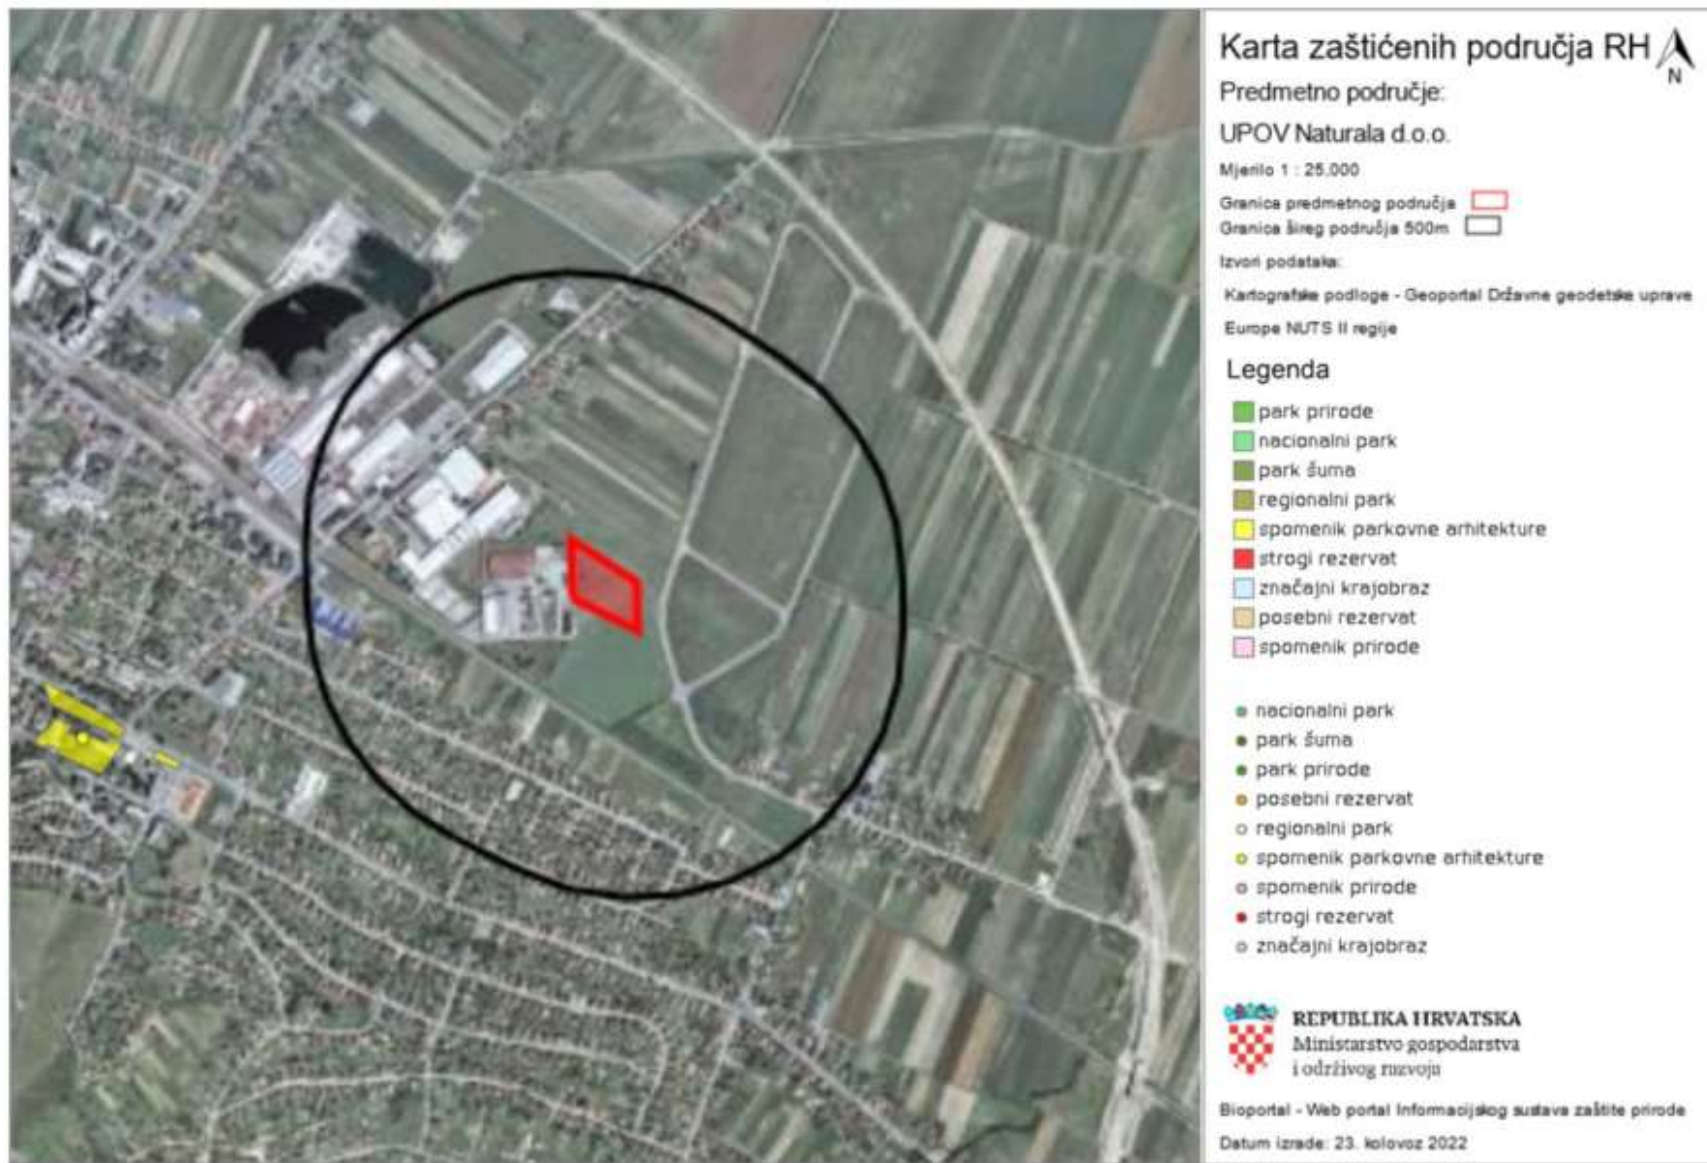 Karta zaštićenih područja RH
N
Predmetno područje:
UPOV Naturala d.o.o.
Mjerilo 1 : 25.000
Granica predmetnog područja
Granica šireg područja 500m
Izvori podataka:
Kartografske podloge - Geoportal Državne geodetske uprave
Europe NUTS II regije
Legenda
park prirode
nacionalni park
park šuma
regionalni park
spomenik parkovne arhitekture
strogi rezervat
značajni krajobraz
posebni rezervat
spomenik prirode
nacionalni park
park šuma
park prirode
posebni rezervat
regionalni park
spomenik parkovne arhitekture
spomenik prirode
strogi rezervat
značajni krajobraz
REPUBLIKA HRVATSKA
Ministarstvo gospodarstva
i održivog razvoja
Bioportal - Web portal Informacijskog sustava zaštite prirode
Datum izrade: 23. kolovoz 2022